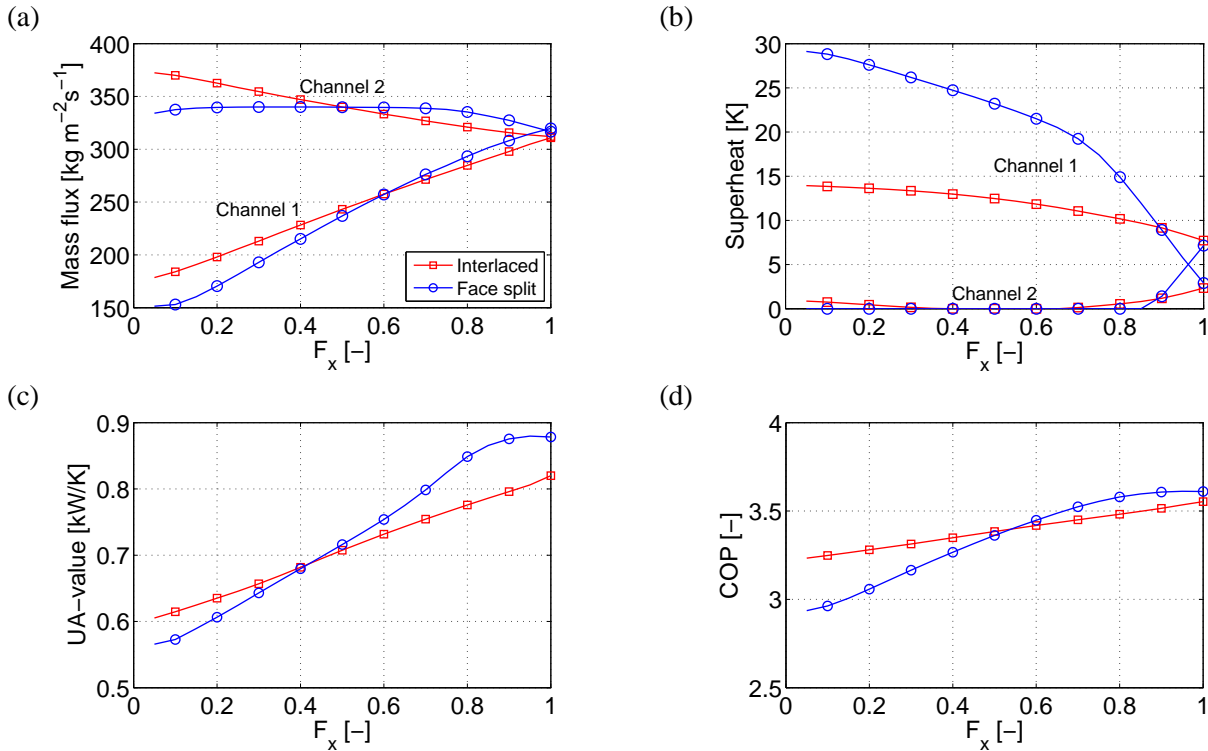 (a)
400
350
300
250
200
150
Mass flux [kg m−2s−1]
Channel 2
Channel 1
Interlaced
Face split
0
0.2
0.4
0.6
0.8
1
F_x [−]
(b)
30
25
20
15
10
5
0
Superheat [K]
Channel 1
Channel 2
0
0.2
0.4
0.6
0.8
1
F_x [−]
(c)
0.9
0.8
0.7
0.6
0.5
UA−value [kW/K]
0
0.2
0.4
0.6
0.8
1
F_x [−]
(d)
4
3.5
3
2.5
COP [−]
0
0.2
0.4
0.6
0.8
1
F_x [−]